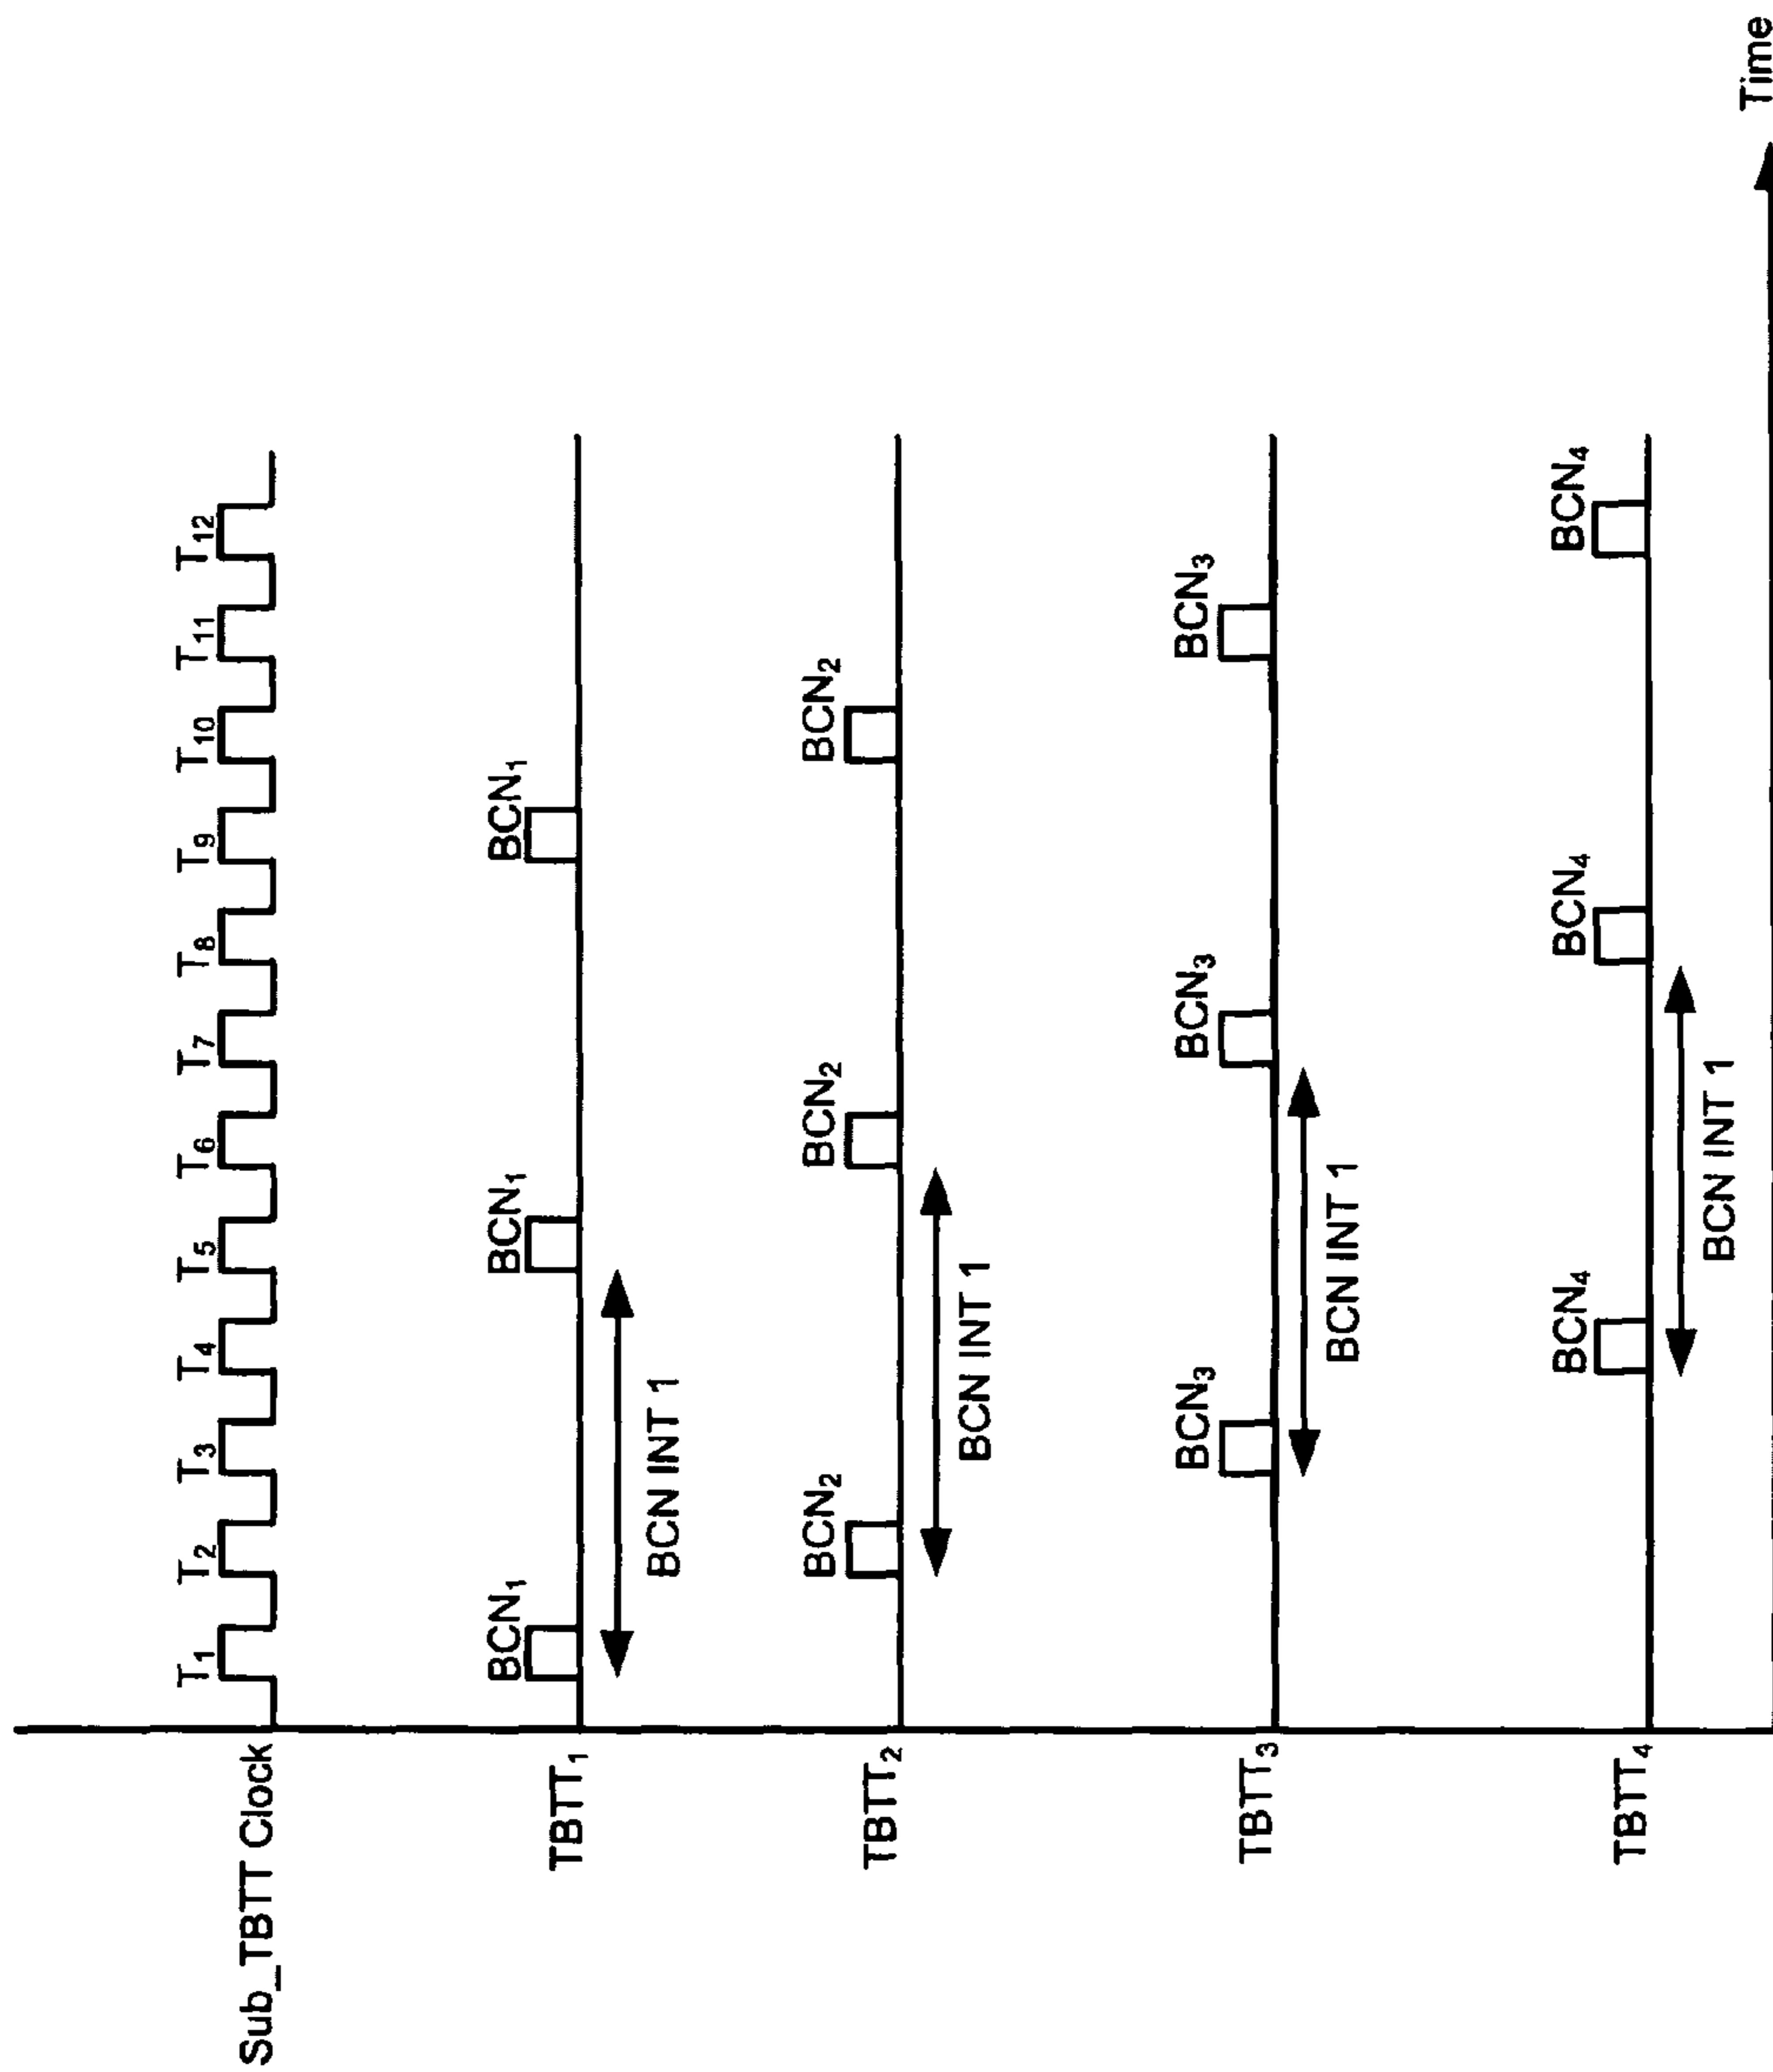 Sub_TBTT Clock
T1 T2 T3 T4 T5 T6 T7 T8 T9 T10 T11 T12
TBTT1
BCN1 BCN1 BCN1
BCN INT 1
TBTT2
BCN2 BCN2 BCN2
BCN INT 1
TBTT3
BCN3 BCN3 BCN3
BCN INT 1
TBTT4
BCN4 BCN4 BCN4
BCN INT 1
Time